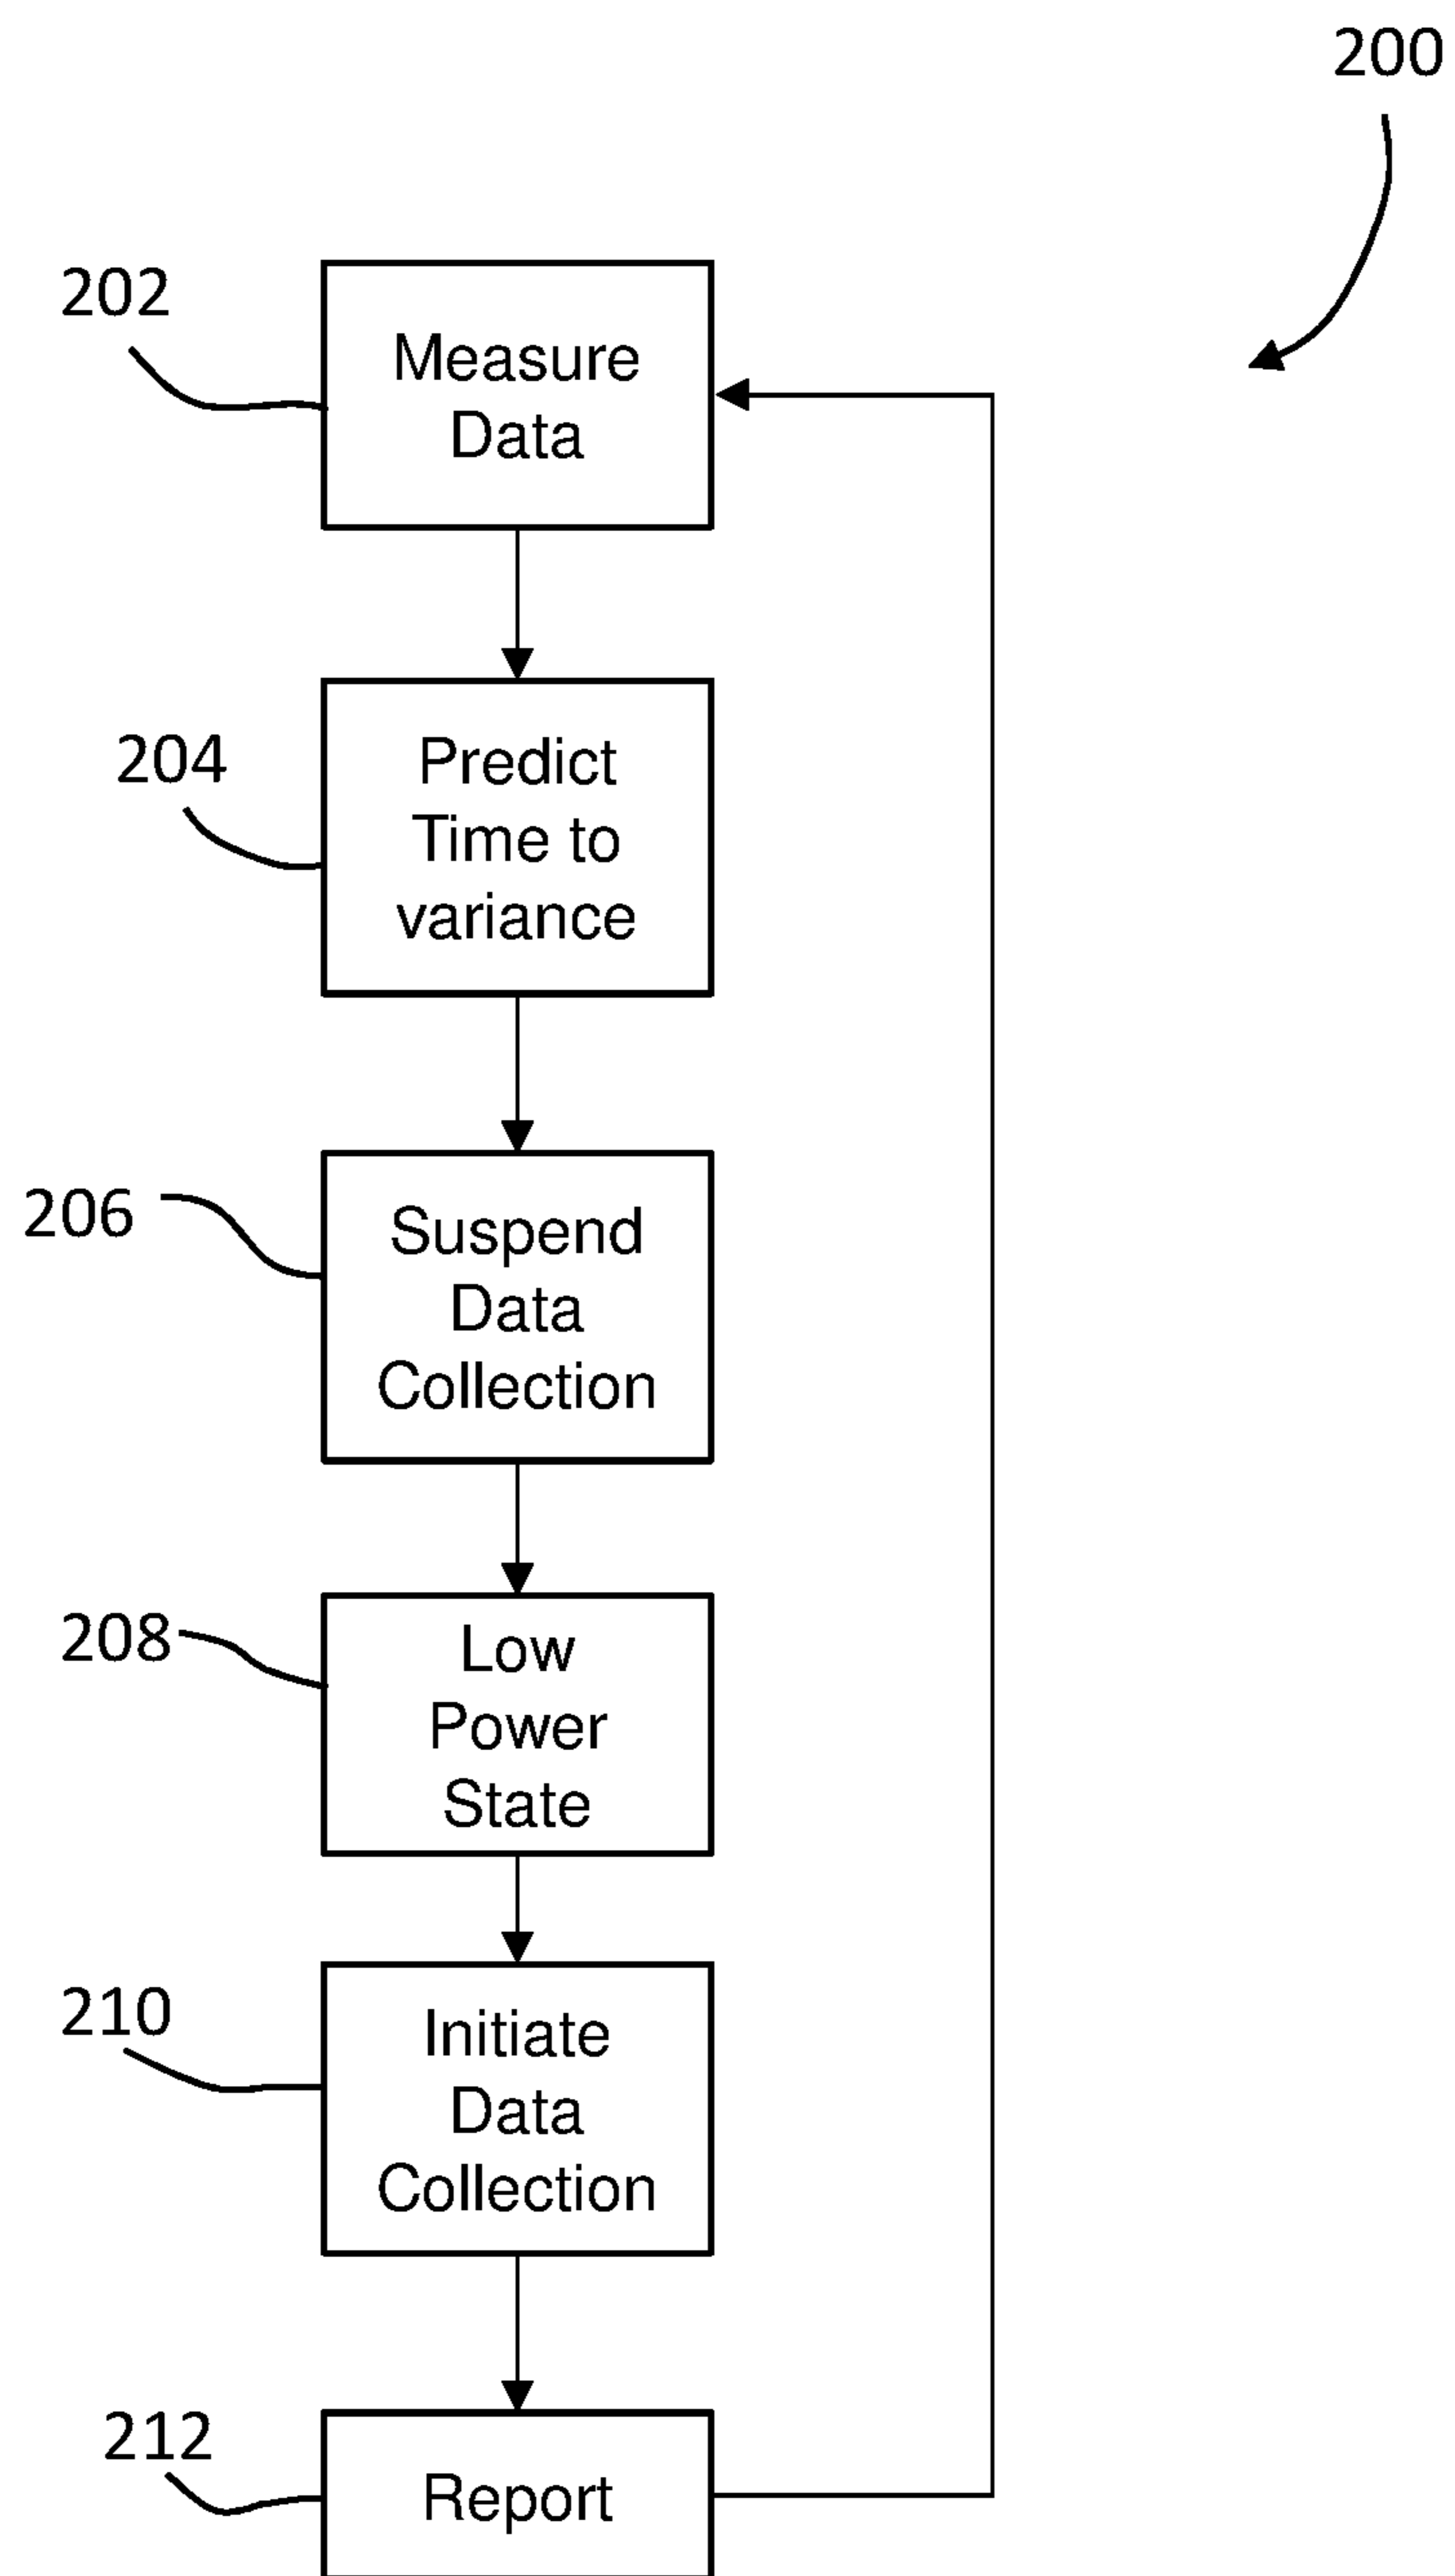 200
202
Measure
Data
204
Predict
Time to
variance
206
Suspend
Data
Collection
208
Low
Power
State
210
Initiate
Data
Collection
212
Report